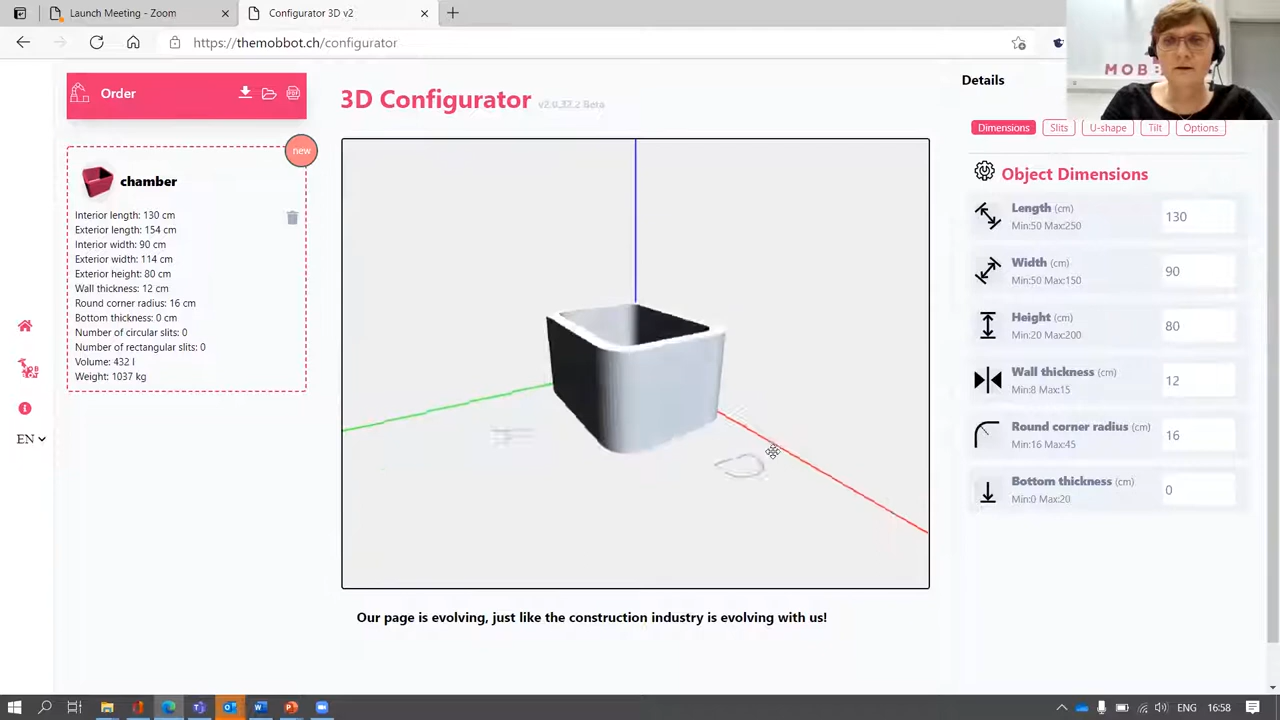 Launch Meeting - Zoom
Configurator 3D v2
https://themobbot.ch/configurator
MOBB
Order
PDF
new
chamber
Interior length: 130 cm
Exterior length: 154 cm
Interior width: 90 cm
Exterior width: 114 cm
Exterior height: 80 cm
Wall thickness: 12 cm
Round corner radius: 16 cm
Bottom thickness: 0 cm
Number of circular slits: 0
Number of rectangular slits: 0
Volume: 432 l
Weight: 1037 kg
EN
3D Configurator v2.0.37.2 Beta
Our page is evolving, just like the construction industry is evolving with us!
Details
Dimensions Slits U-shape Tilt Options
Object Dimensions
Length (cm)
Min:50 Max:250
130
Width (cm)
Min:50 Max:150
90
Height (cm)
Min:20 Max:200
80
Wall thickness (cm)
Min:8 Max:15
12
Round corner radius (cm)
Min:16 Max:45
16
Bottom thickness (cm)
Min:0 Max:20
0
ENG 16:58